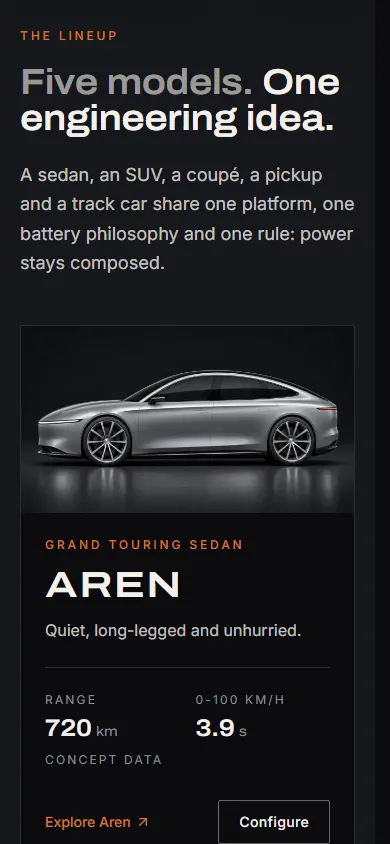 THE LINEUP
Five models. One
engineering idea.
A sedan, an SUV, a coupé, a pickup
and a track car share one platform, one
battery philosophy and one rule: power
stays composed.
GRAND TOURING SEDAN
AREN
Quiet, long-legged and unhurried.
RANGE 0-100 KM/H
720 km 3.9 s
CONCEPT DATA
Explore Aren ↗ Configure